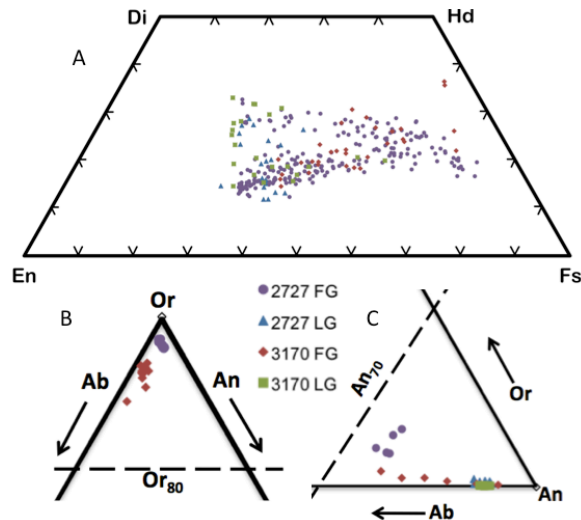 Di Hd
A
En Fs
Or
B
Ab An
Or80
2727 FG
2727 LG
3170 FG
3170 LG
C
An70
Or
An
Ab